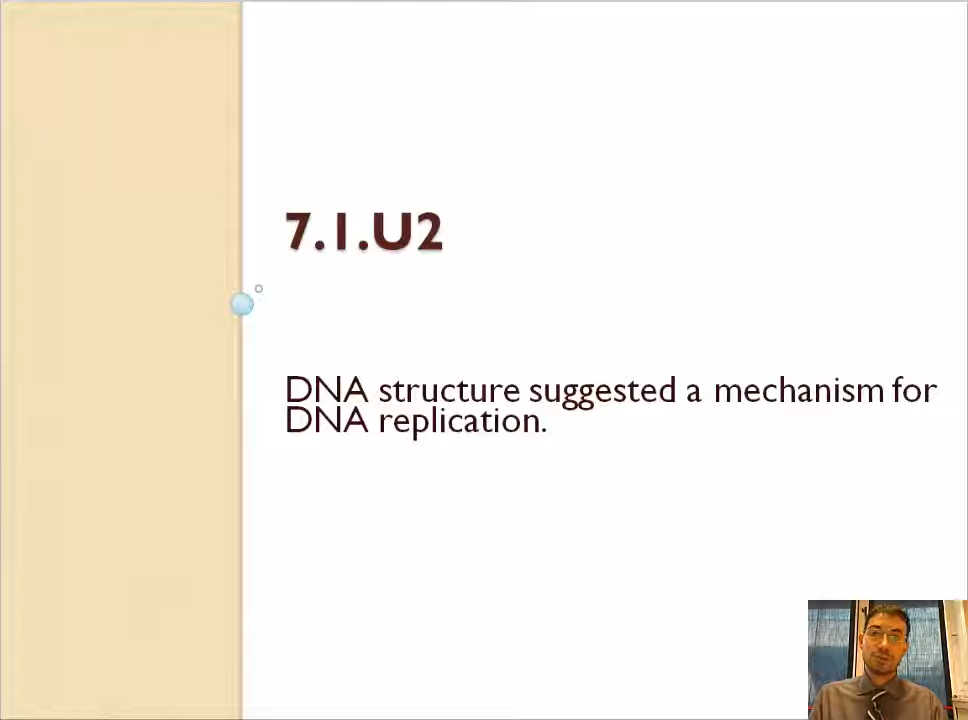 7.1.U2
DNA structure suggested a mechanism for
DNA replication.